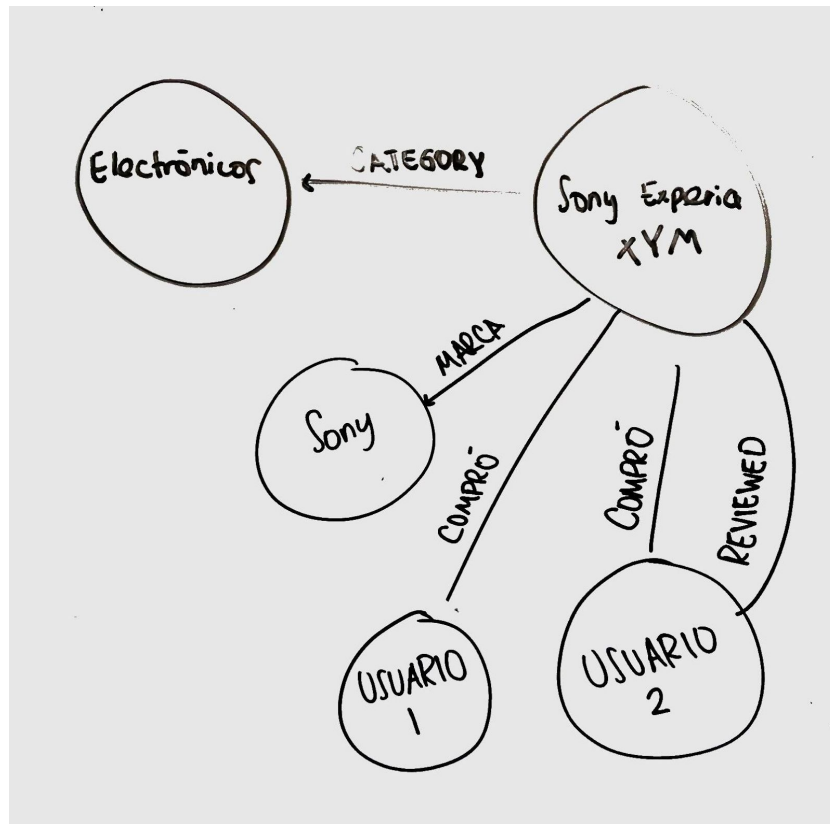 Electrónicos
CATEGORY
Sony Experia
XYM
MARCA
Sony
COMPRÓ
COMPRÓ
REVIEWED
USUARIO
1
USUARIO
2